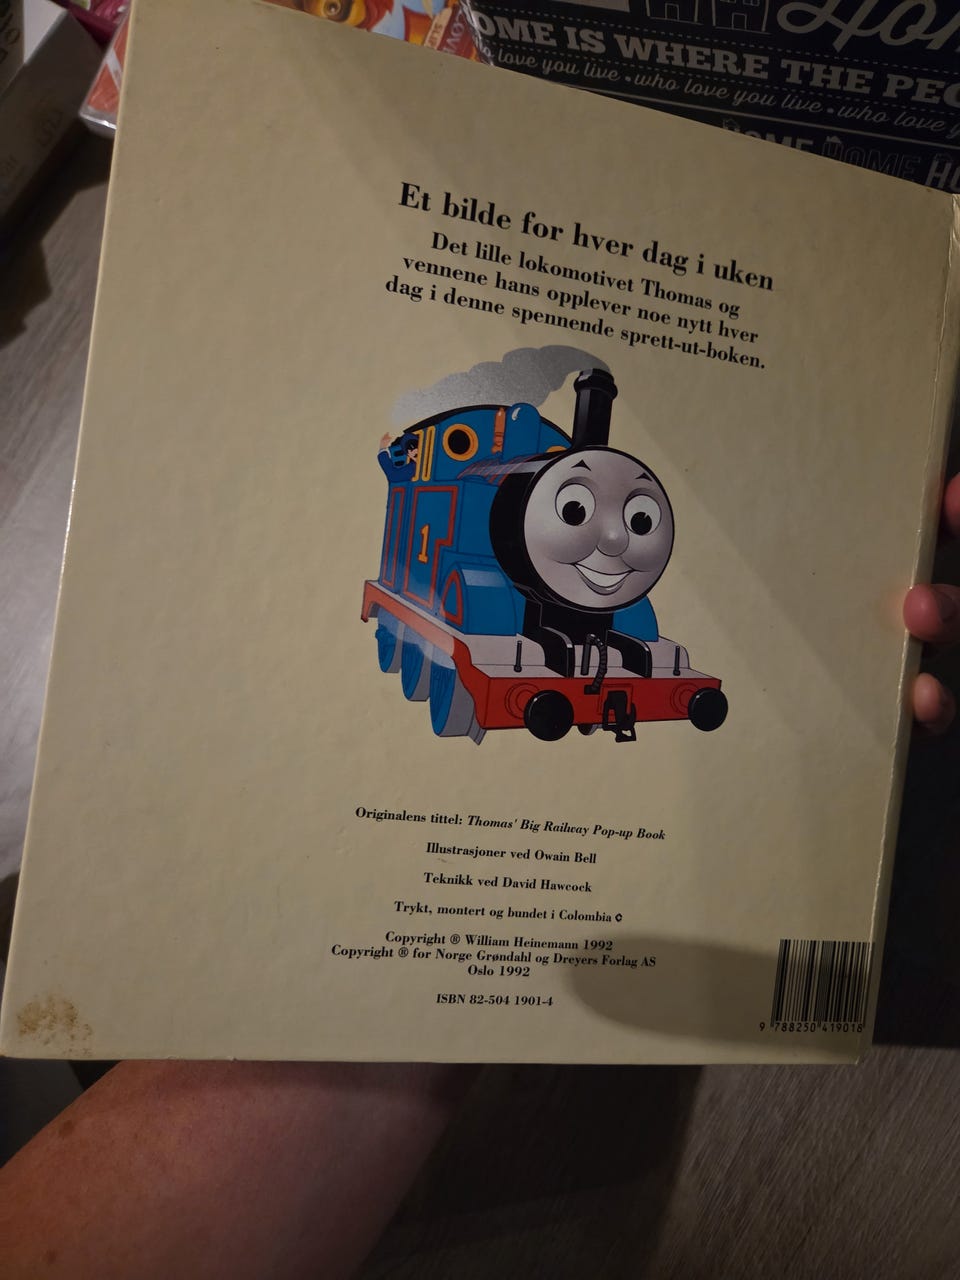 OME IS WHERE THE PEO
o love you live • who love you live • who love y
OME HOME HO
Et bilde for hver dag i uken
Det lille lokomotivet Thomas og
vennene hans opplever noe nytt hver
dag i denne spennende sprett-ut-boken.
1
Originalens tittel: Thomas' Big Railway Pop-up Book
Illustrasjoner ved Owain Bell
Teknikk ved David Hawcock
Trykt, montert og bundet i Colombia
Copyright ® William Heinemann 1992
Copyright ® for Norge Grøndahl og Dreyers Forlag AS
Oslo 1992
ISBN 82-504 1901-4
9 788250 419018